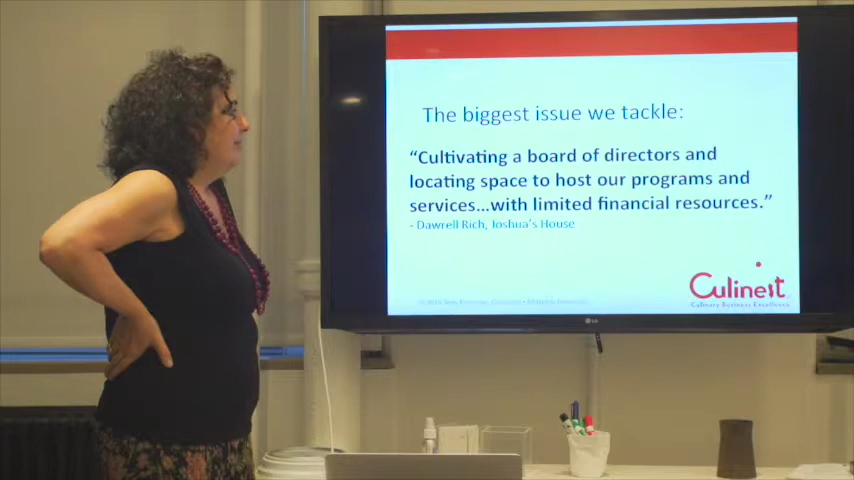 The biggest issue we tackle:
“Cultivating a board of directors and
locating space to host our programs and
services...with limited financial resources.”
- Dawrell Rich, Joshua's House
Culinest
Culinary Business Excellence
LG